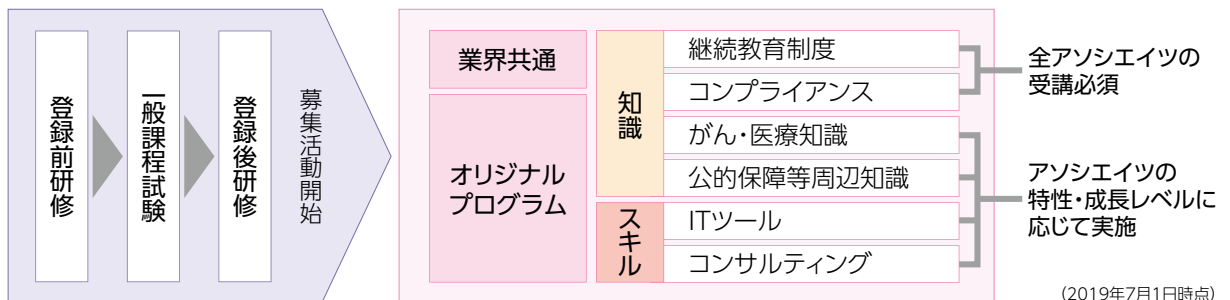 登録前研修
一般課程試験
登録後研修
募集活動開始
業界共通
オリジナル
プログラム
知識
スキル
継続教育制度
コンプライアンス
がん・医療知識
公的保障等周辺知識
ITツール
コンサルティング
全アソシエイツの
受講必須
アソシエイツの
特性・成長レベルに
応じて実施
(2019年7月1日時点)